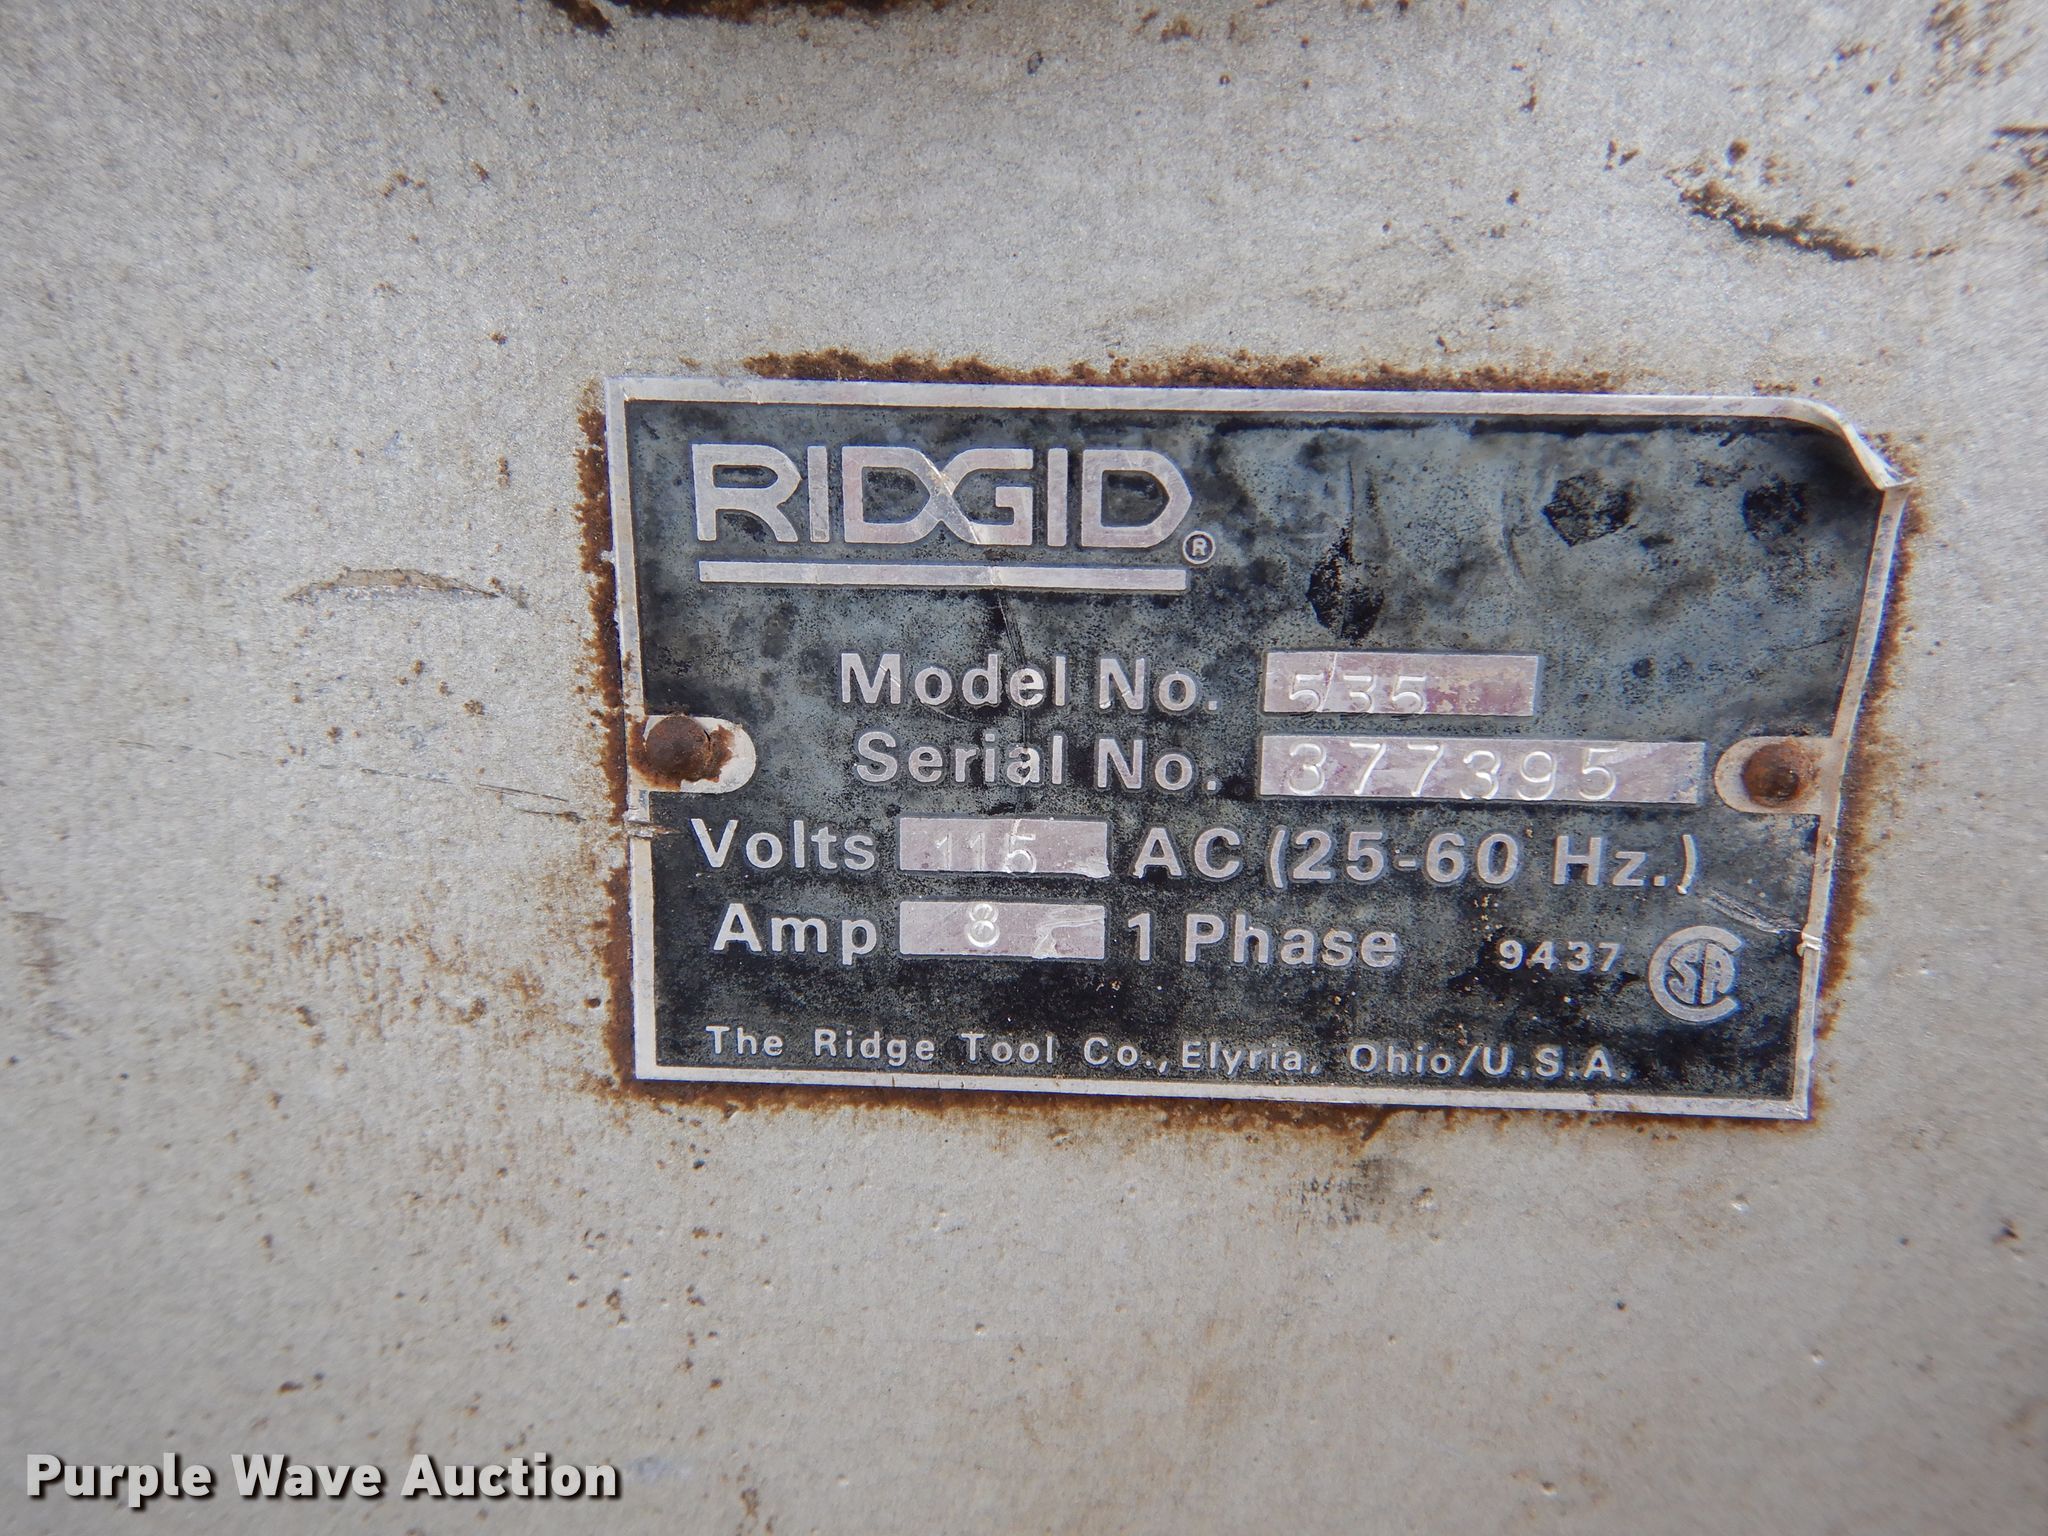 RIDGID®
Model No. 535
Serial No. 377395
Volts 115 AC (25-60 Hz.)
Amp 8 1 Phase 9437 CSA
The Ridge Tool Co., Elyria, Ohio/U.S.A.
Purple Wave Auction